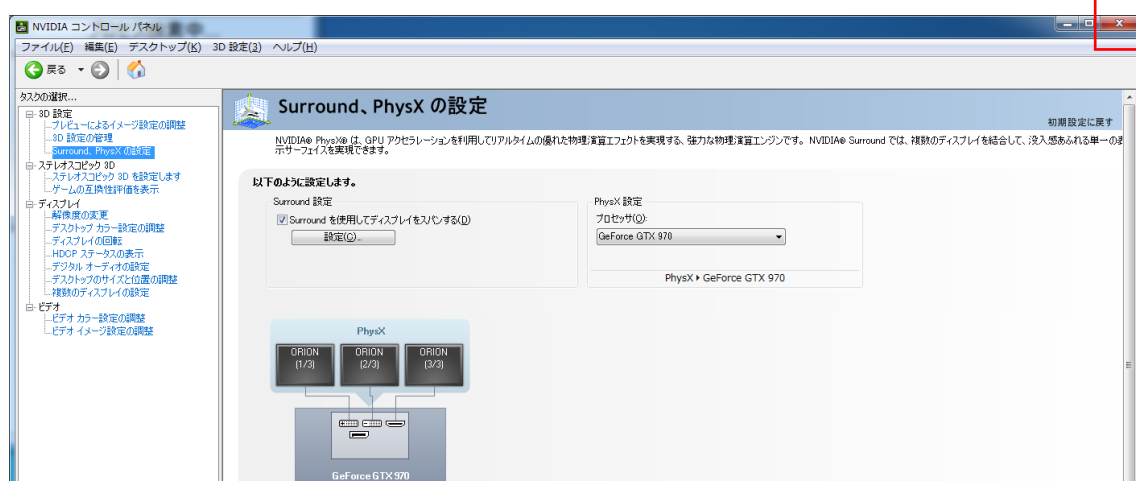 NVIDIA コントロール パネル
ファイル(F) 編集(E) デスクトップ(K) 3D 設定(3) ヘルプ(H)
戻る
タスクの選択...
3D 設定
プレビューによるイメージ設定の調整
3D 設定の管理
Surround、PhysX の設定
ステレオスコピック 3D
ステレオスコピック 3D を設定します
ゲームの互換性評価を表示
ディスプレイ
解像度の変更
デスクトップ カラー設定の調整
ディスプレイの回転
HDCP ステータスの表示
デジタル オーディオの設定
デスクトップのサイズと位置の調整
複数のディスプレイの設定
ビデオ
ビデオ カラー設定の調整
ビデオ イメージ設定の調整
Surround、PhysX の設定
初期設定に戻す
NVIDIA® PhysX® は、GPU アクセラレーションを利用してリアルタイムの優れた物理演算エフェクトを実現する、強力な物理演算エンジンです。NVIDIA® Surround では、複数のディスプレイを結合して、没入感あふれる単一の表
示サーフェイスを実現できます。
以下のように設定します。
Surround 設定
Surround を使用してディスプレイをスパンする(D)
設定(C)...
PhysX 設定
プロセッサ(O):
GeForce GTX 970
PhysX ▸ GeForce GTX 970
PhysX
ORION ORION ORION
(1/3) (2/3) (3/3)
GeForce GTX 970